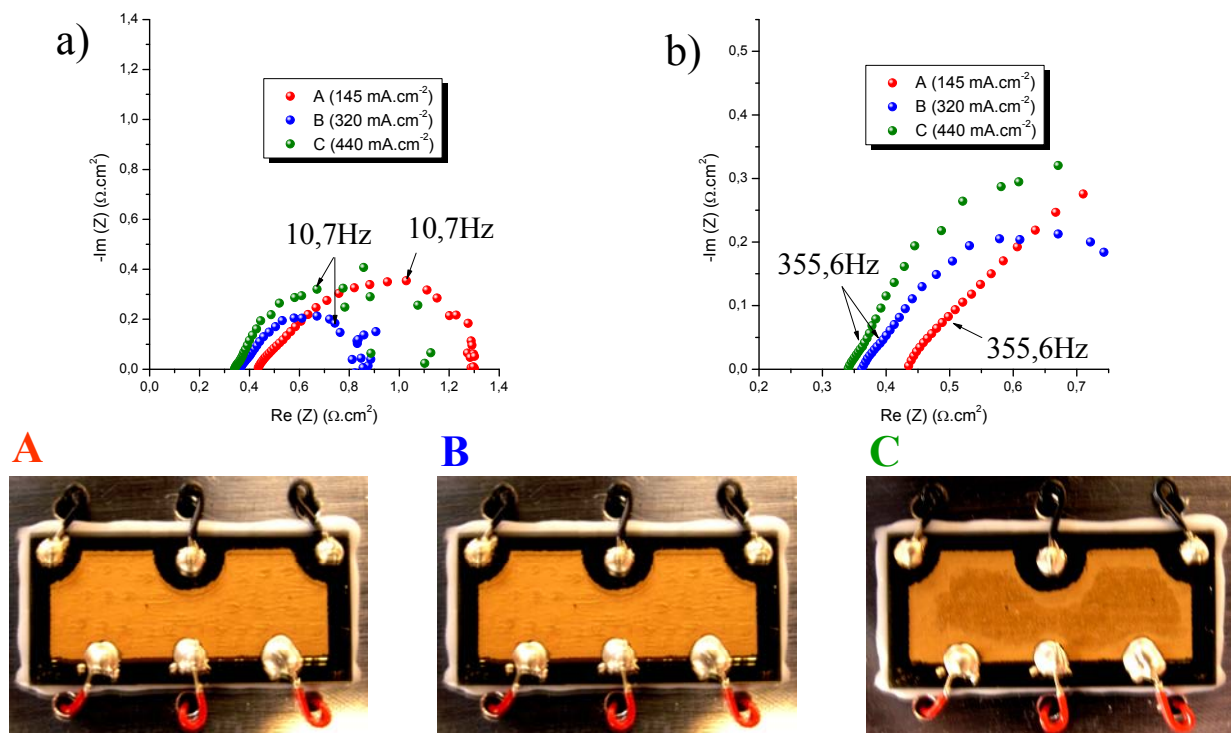 a)
1,4
1,2
1,0
0,8
0,6
0,4
0,2
0,0
-Im (Z) (Ω.cm²)
A (145 mA.cm⁻²)
B (320 mA.cm⁻²)
C (440 mA.cm⁻²)
10,7Hz
10,7Hz
0,0 0,2 0,4 0,6 0,8 1,0 1,2 1,4
Re (Z) (Ω.cm²)
b)
0,5
0,4
0,3
0,2
0,1
0,0
-Im (Z) (Ω.cm²)
A (145 mA.cm⁻²)
B (320 mA.cm⁻²)
C (440 mA.cm⁻²)
355,6Hz
355,6Hz
0,2 0,3 0,4 0,5 0,6 0,7
Re (Z) (Ω.cm²)
A
B
C